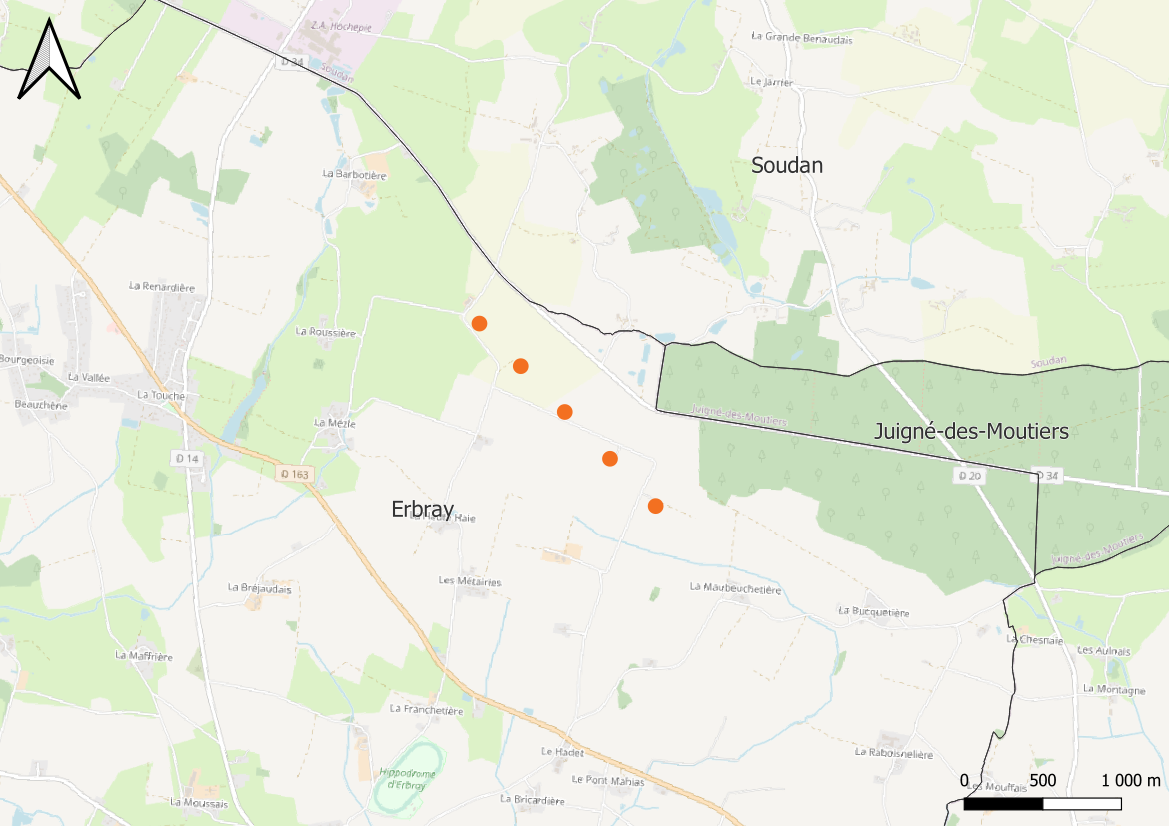 Z.A. Hochepie
La Grande Benaudais
D 34
Soudan
Le Jarrier
Soudan
La Barbotière
La Renardière
La Roussière
Bourgeoisie
La Vallée
Soudan
Beauchêne
La Touche
Juigné-des-Moutiers
La Mézle
Juigné-des-Moutiers
D 14
D 163
D 20
D 34
Erbray
Juigné-des-Moutiers
La Bréjaudais
Les Métairies
La Maubeuchetière
La Bucquetière
La Chesnaie
Les Aulnais
La Maffrière
La Montagne
La Franchetière
Le Hadet
La Raboisnelière
Hippodrome
d'Erbray
Le Pont Mahias
0 500 1 000 m
Les Mouffais
La Moussais
La Bricardière